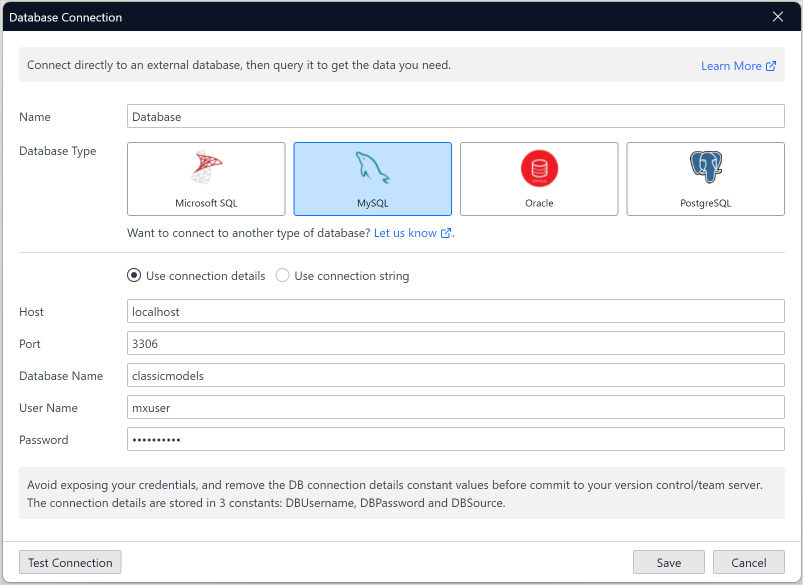 Database Connection
Connect directly to an external database, then query it to get the data you need.
Learn More
Name
Database
Database Type
Microsoft SQL
MySQL
Oracle
PostgreSQL
Want to connect to another type of database? Let us know.
Use connection details
Use connection string
Host
localhost
Port
3306
Database Name
classicmodels
User Name
mxuser
Password
••••••••••
Avoid exposing your credentials, and remove the DB connection details constant values before commit to your version control/team server.
The connection details are stored in 3 constants: DBUsername, DBPassword and DBSource.
Test Connection
Save
Cancel